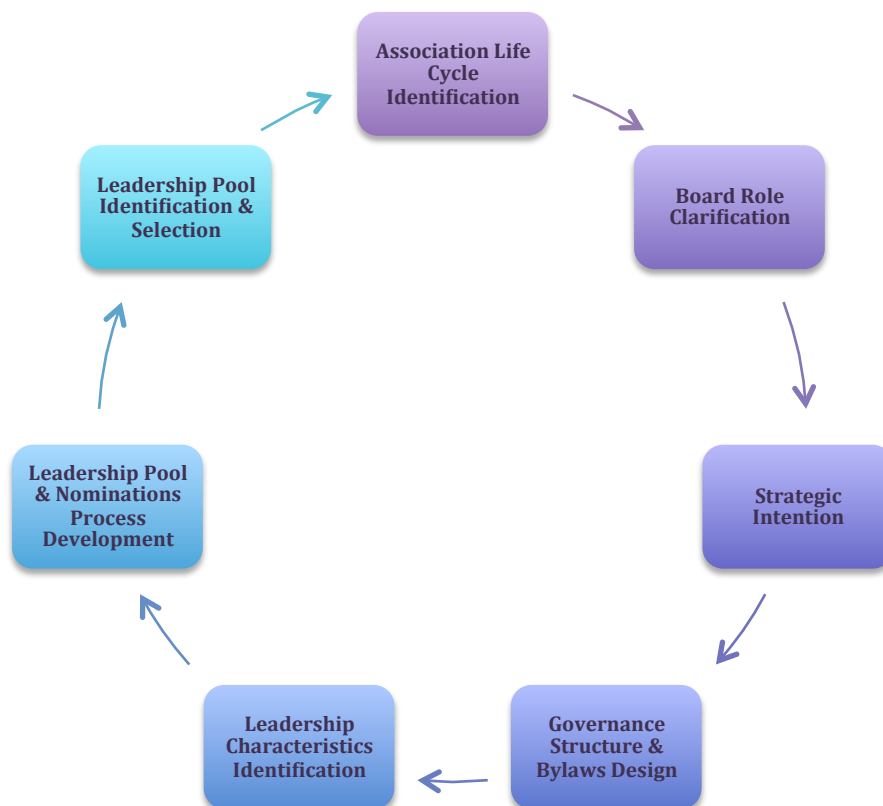 Association Life
Cycle
Identification
Board Role
Clarification
Strategic
Intention
Governance
Structure &
Bylaws Design
Leadership
Characteristics
Identification
Leadership Pool
& Nominations
Process
Development
Leadership Pool
Identification &
Selection